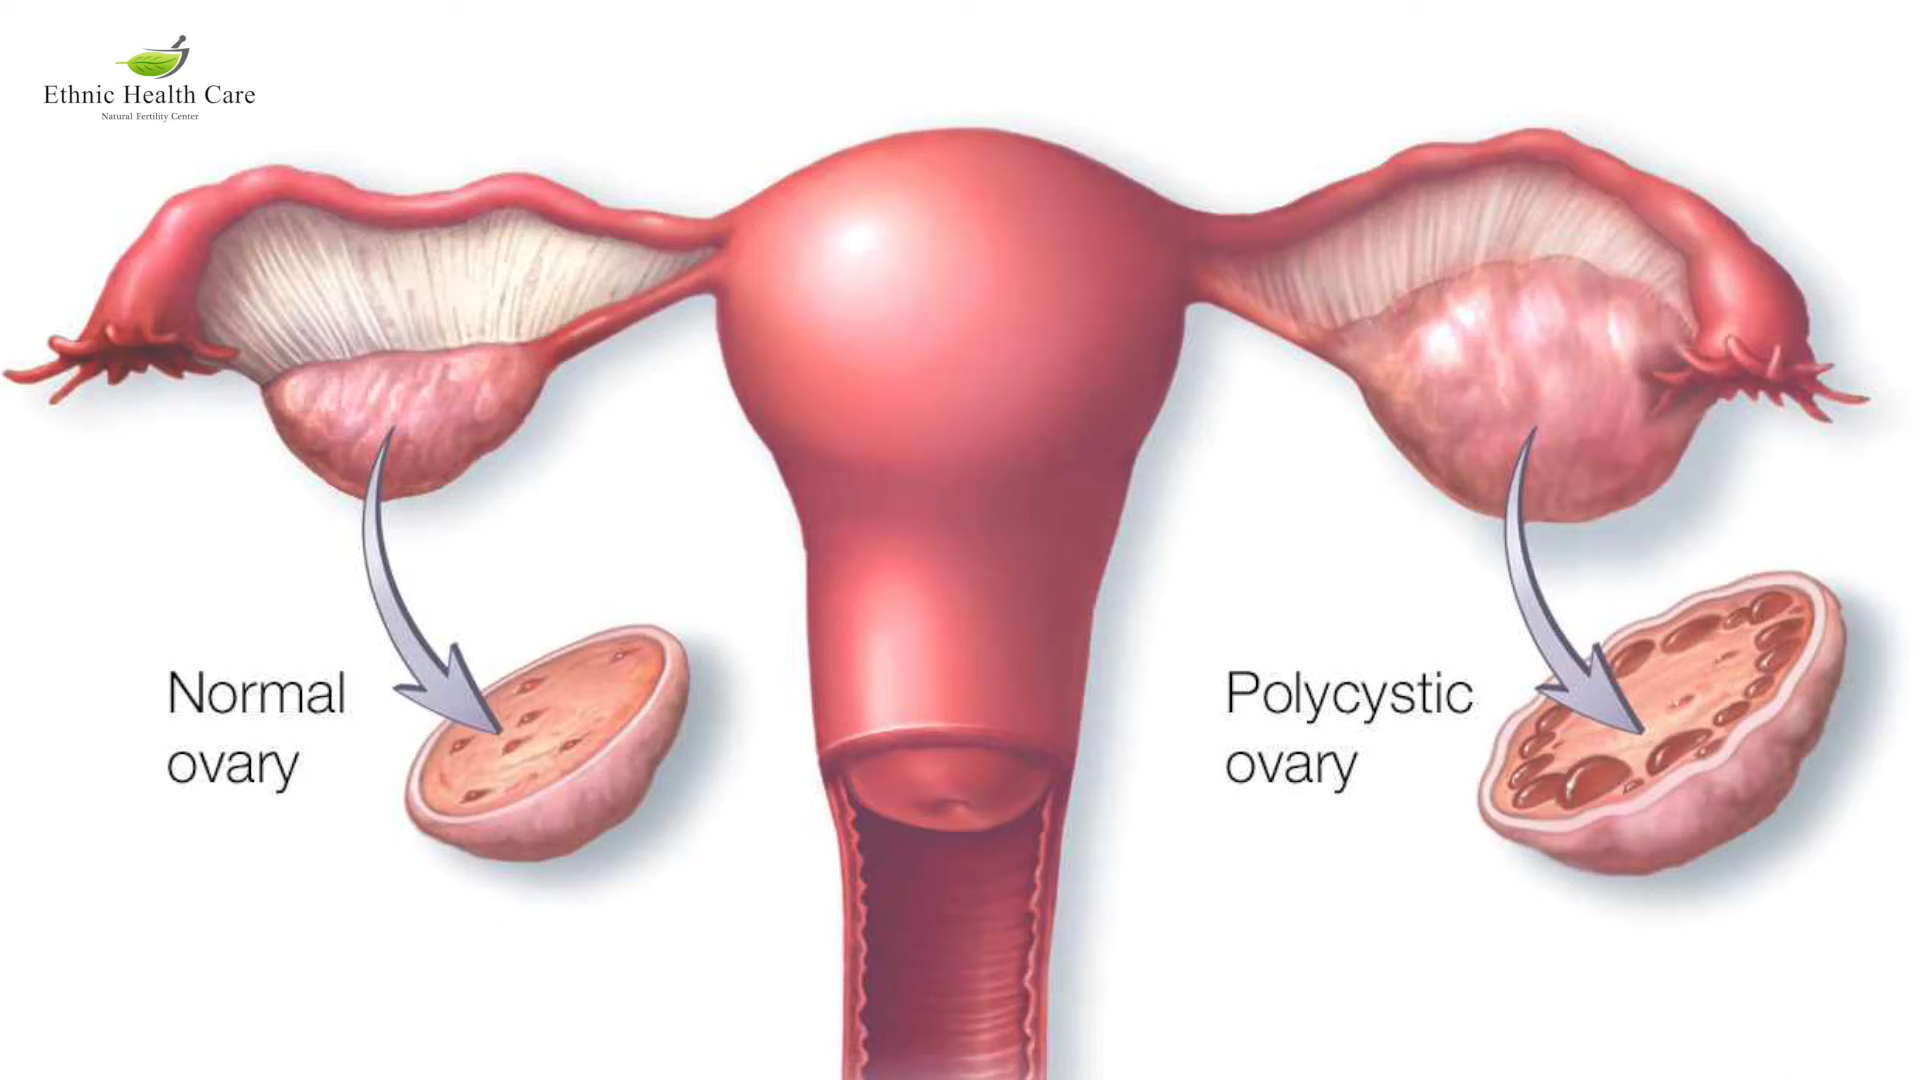 Ethnic Health Care
Natural Fertility Center
Normal
ovary
Polycystic
ovary